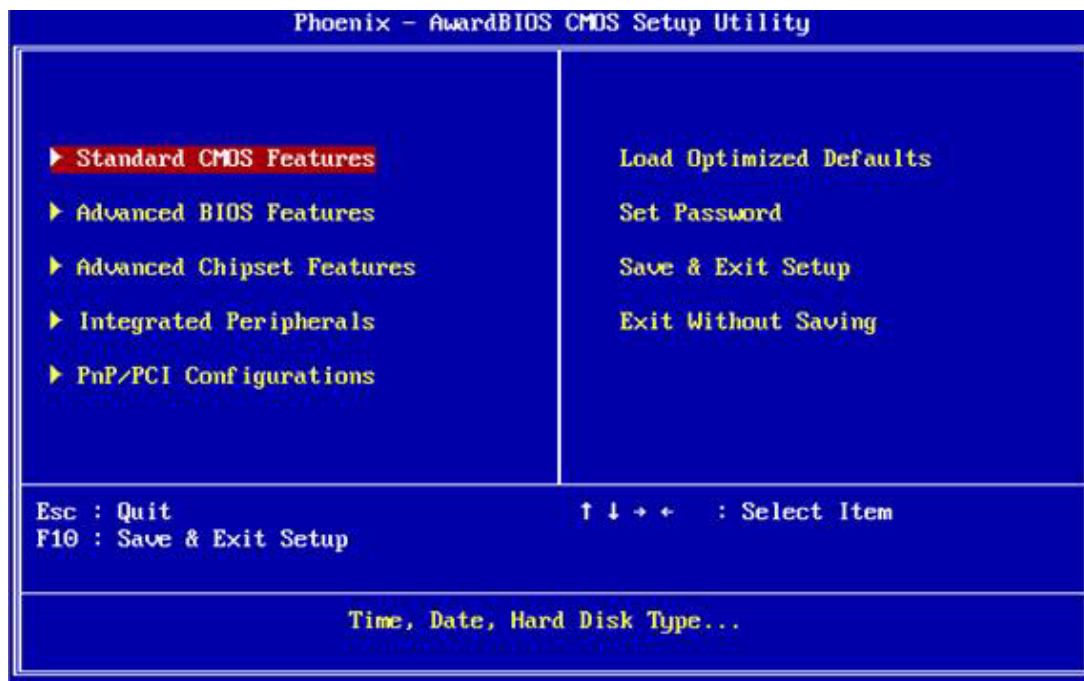 Phoenix - AwardBIOS CMOS Setup Utility
Standard CMOS Features
Advanced BIOS Features
Advanced Chipset Features
Integrated Peripherals
PnP/PCI Configurations
Load Optimized Defaults
Set Password
Save & Exit Setup
Exit Without Saving
Esc : Quit
F10 : Save & Exit Setup
↑ ↓ → ← : Select Item
Time, Date, Hard Disk Type...